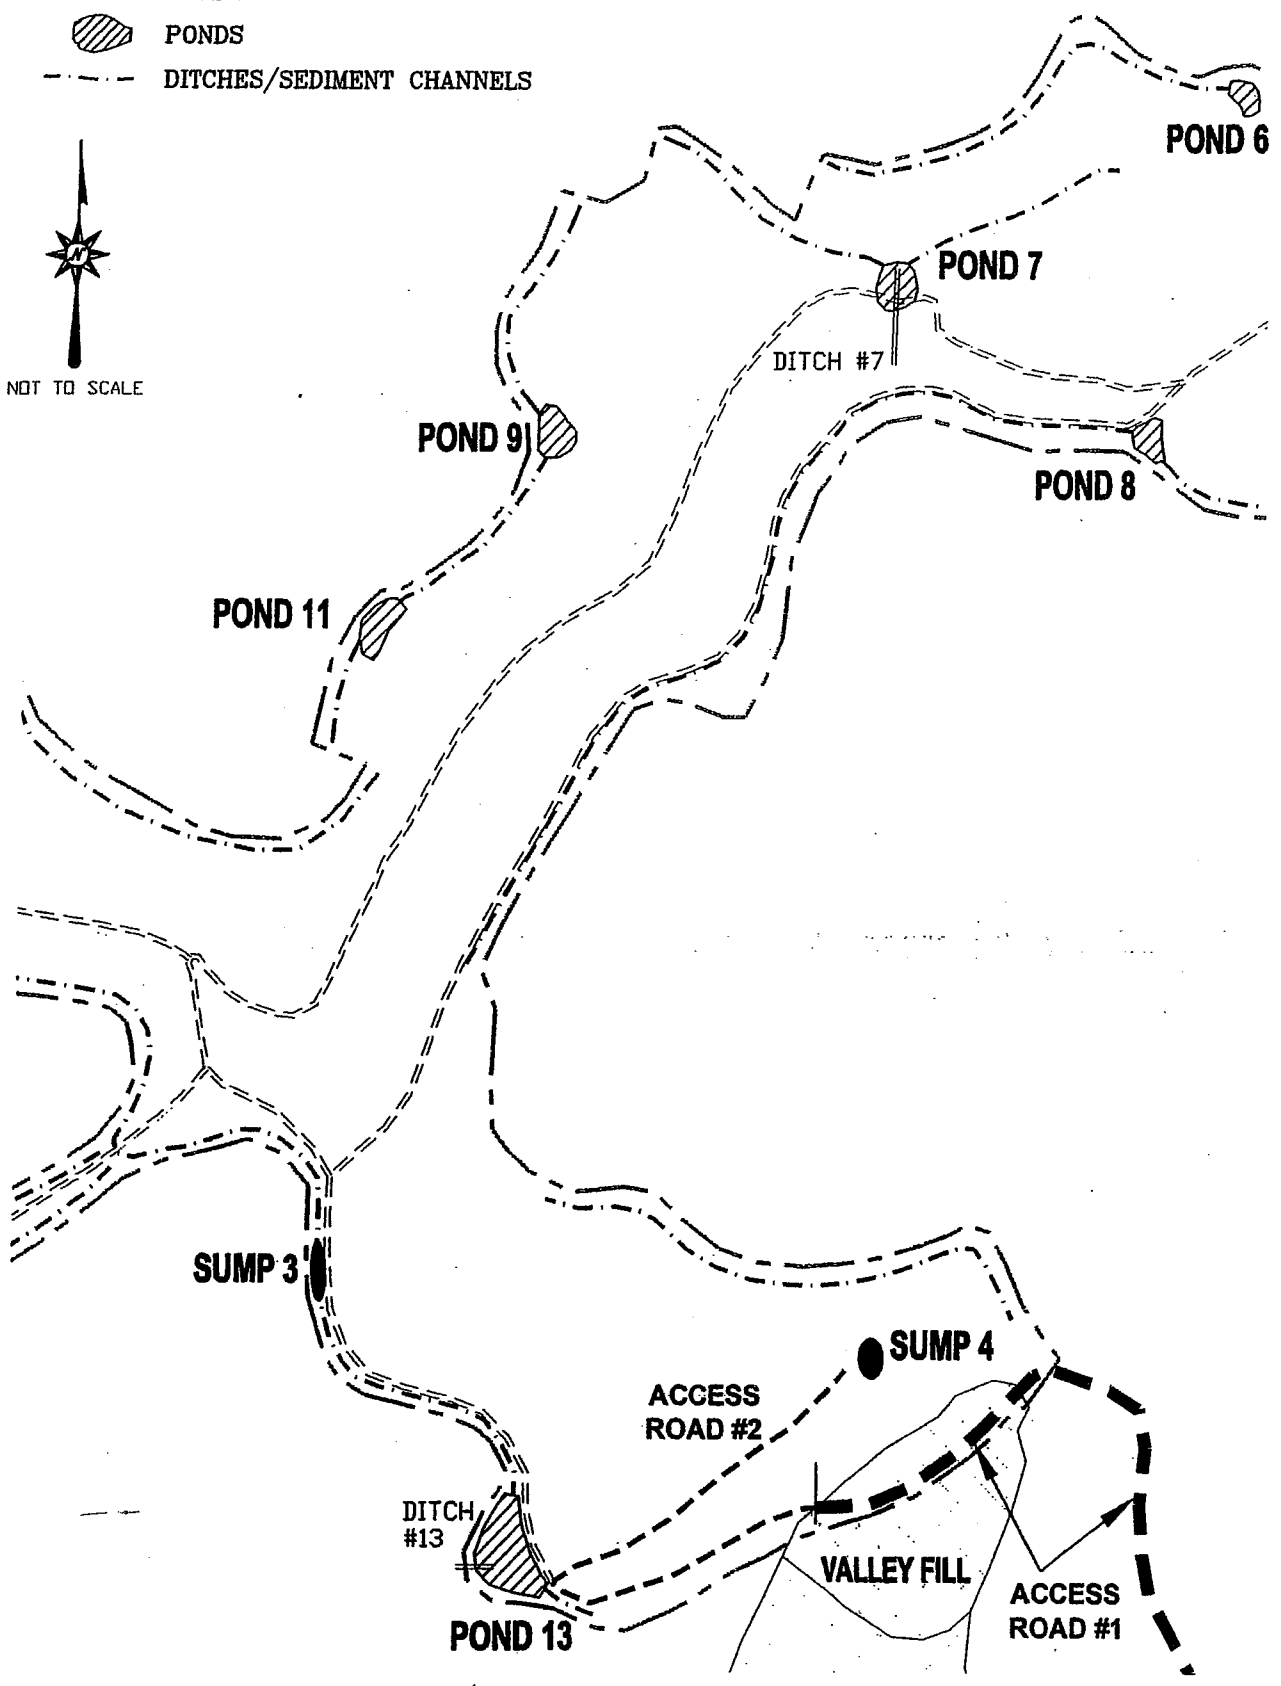 PONDS
DITCHES/SEDIMENT CHANNELS
POND 6
N
POND 7
DITCH #7
NOT TO SCALE
POND 9
POND 8
POND 11
SUMP 3
SUMP 4
ACCESS
ROAD #2
DITCH
#13
VALLEY FILL
ACCESS
ROAD #1
POND 13